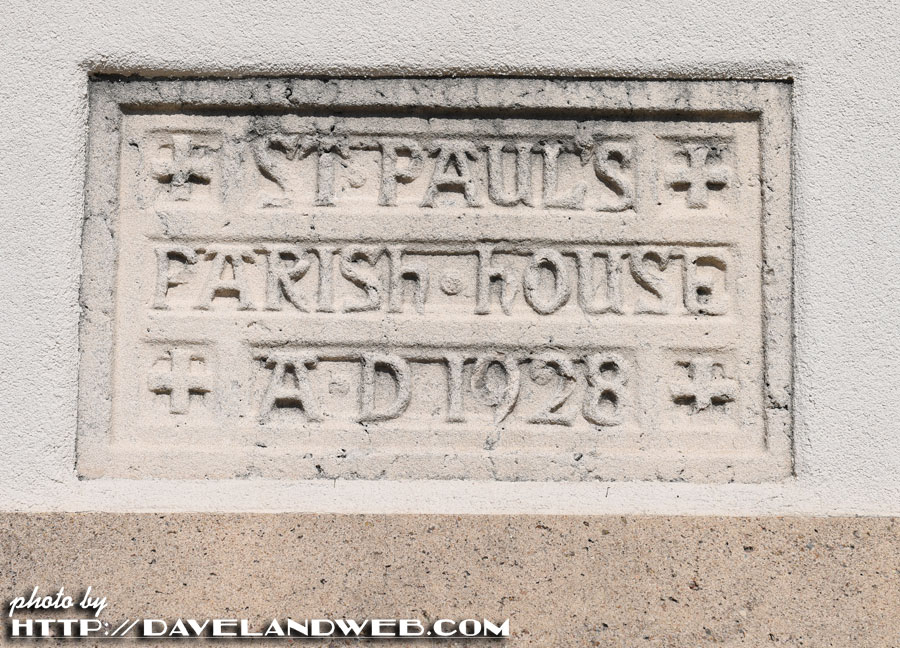 ST·PAUL'S
PARISh·hOUSE
A·D 1928
photo by
HTTP://DAVELANDWEB.COM